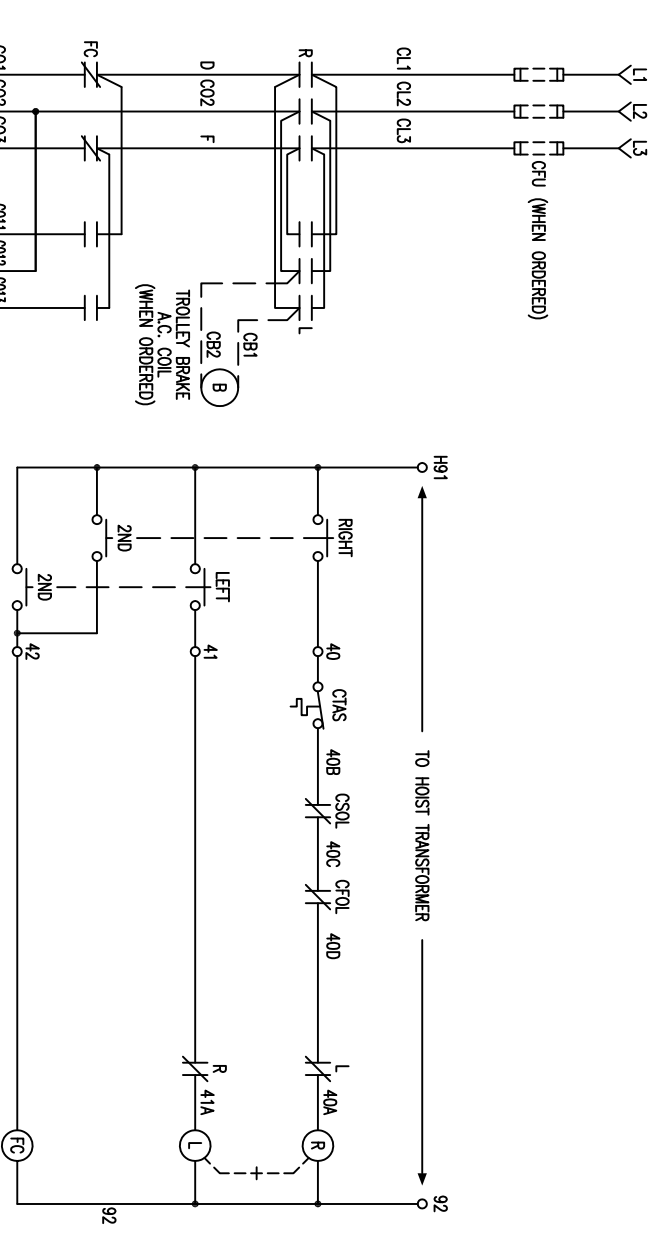 L1
L2
L3
CFU (WHEN ORDERED)
CL1
CL2
CL3
R
L
D
CO2
F
CB1
CB2
B
TROLLEY BRAKE
A.C. COIL
(WHEN ORDERED)
FC
H91
TO HOIST TRANSFORMER
92
RIGHT
40
CTAS
40B
CSOL
40C
CFOL
40D
L
40A
R
LEFT
41
R
41A
L
2ND
2ND
42
FC
92